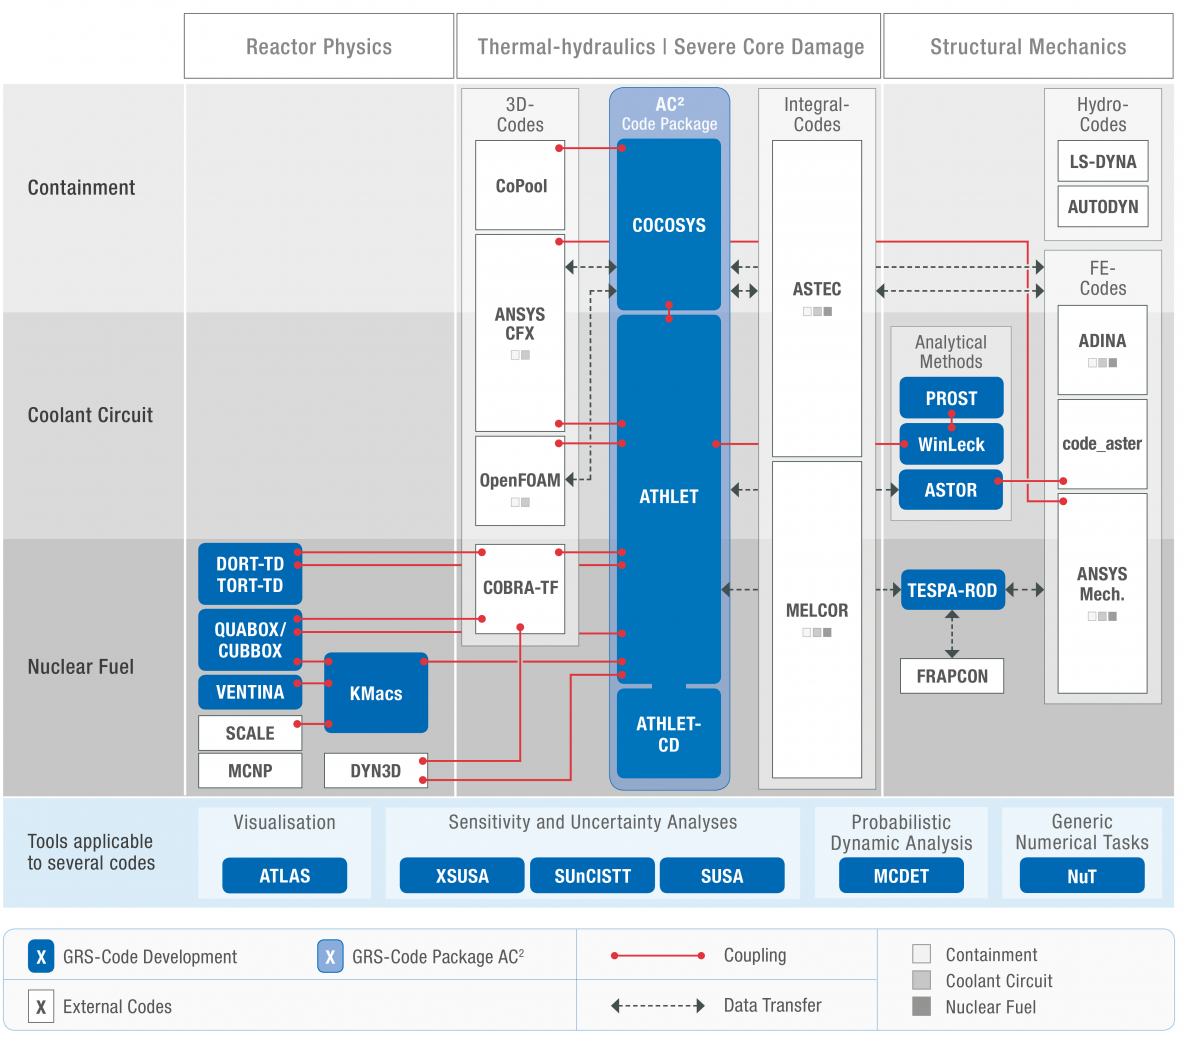 Reactor Physics
Thermal-hydraulics | Severe Core Damage
Structural Mechanics
Containment
Coolant Circuit
Nuclear Fuel
3D-
Codes
CoPool
ANSYS
CFX
OpenFOAM
COBRA-TF
AC²
Code Package
COCOSYS
ATHLET
ATHLET-
CD
Integral-
Codes
ASTEC
MELCOR
Hydro-
Codes
LS-DYNA
AUTODYN
FE-
Codes
ADINA
code_aster
ANSYS
Mech.
Analytical
Methods
PROST
WinLeck
ASTOR
TESPA-ROD
FRAPCON
DORT-TD
TORT-TD
QUABOX/
CUBBOX
VENTINA
KMacs
SCALE
MCNP
DYN3D
Tools applicable
to several codes
Visualisation
ATLAS
Sensitivity and Uncertainty Analyses
XSUSA
SUnCISTT
SUSA
Probabilistic
Dynamic Analysis
MCDET
Generic
Numerical Tasks
NuT
X GRS-Code Development
X GRS-Code Package AC²
X External Codes
Coupling
Data Transfer
Containment
Coolant Circuit
Nuclear Fuel